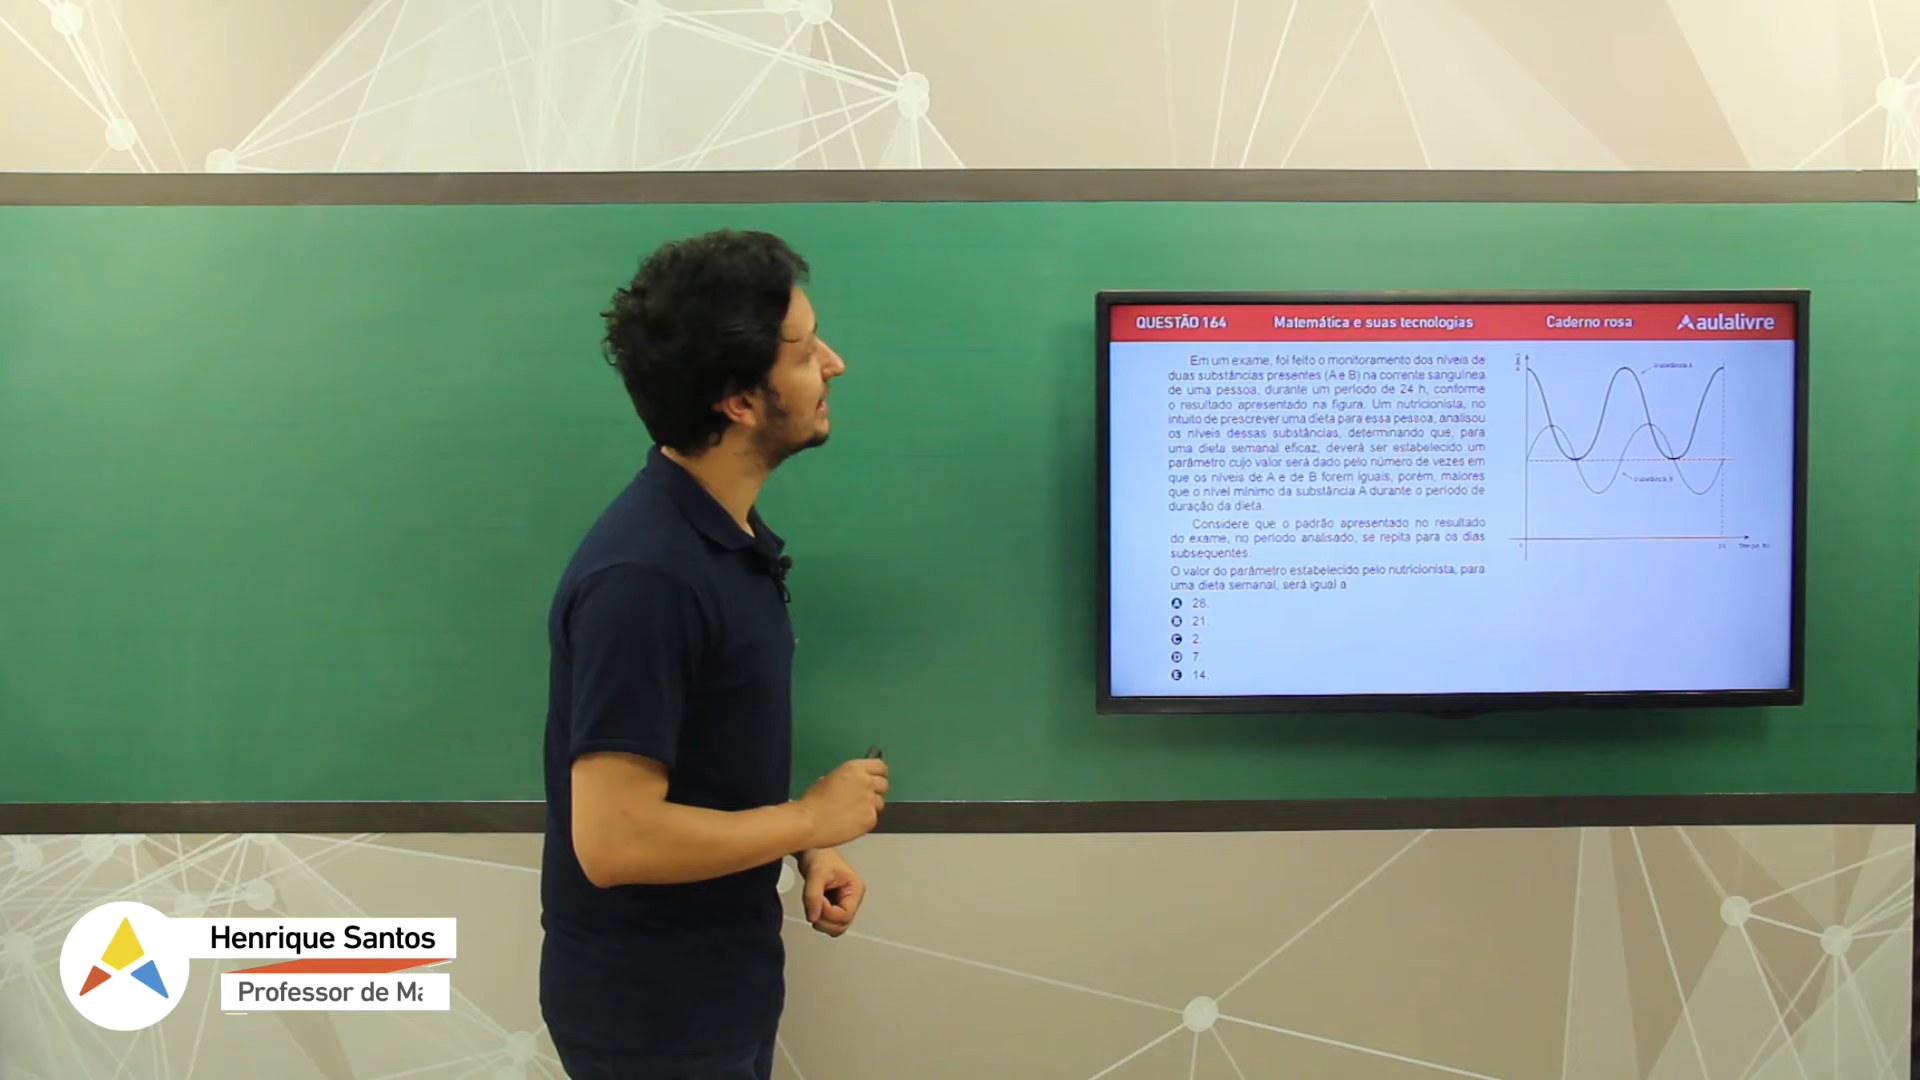 QUESTÃO 164
Matemática e suas tecnologias
Caderno rosa
aulalivre
Em um exame, foi feito o monitoramento dos níveis de
duas substâncias presentes (A e B) na corrente sanguínea
de uma pessoa, durante um período de 24 h, conforme
o resultado apresentado na figura. Um nutricionista, no
intuito de prescrever uma dieta para essa pessoa, analisou
os níveis dessas substâncias, determinando que, para
uma dieta semanal eficaz, deverá ser estabelecido um
parâmetro cujo valor será dado pelo número de vezes em
que os níveis de A e de B forem iguais, porém, maiores
que o nível mínimo da substância A durante o período de
duração da dieta.
Considere que o padrão apresentado no resultado
do exame, no período analisado, se repita para os dias
subsequentes.
O valor do parâmetro estabelecido pelo nutricionista, para
uma dieta semanal, será igual a
A 28.
B 21.
C 2.
D 7.
E 14.
24
Henrique Santos
Professor de Ma